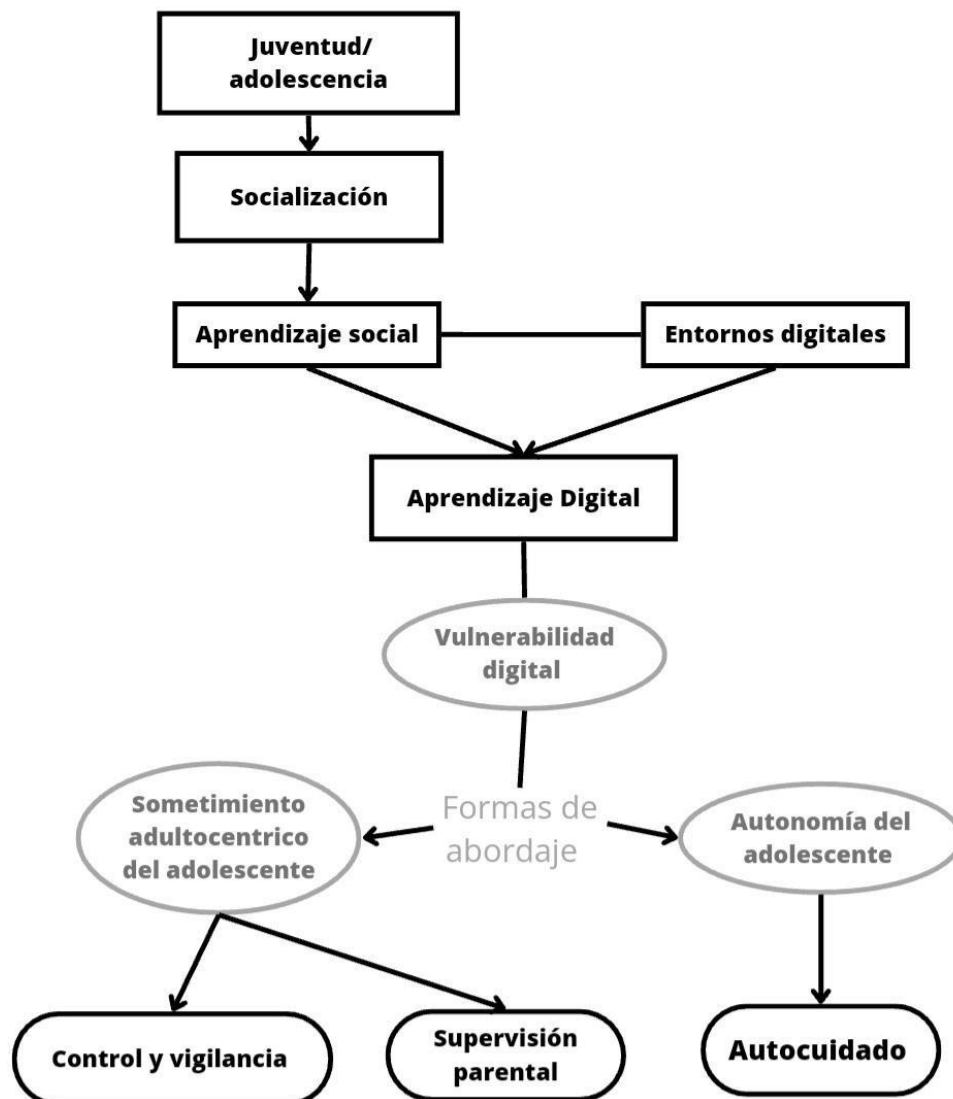 Juventud/
adolescencia
Socialización
Aprendizaje social
Entornos digitales
Aprendizaje Digital
Vulnerabilidad
digital
Formas de
abordaje
Sometimiento
adultocentrico
del adolescente
Autonomía del
adolescente
Control y vigilancia
Supervisión
parental
Autocuidado